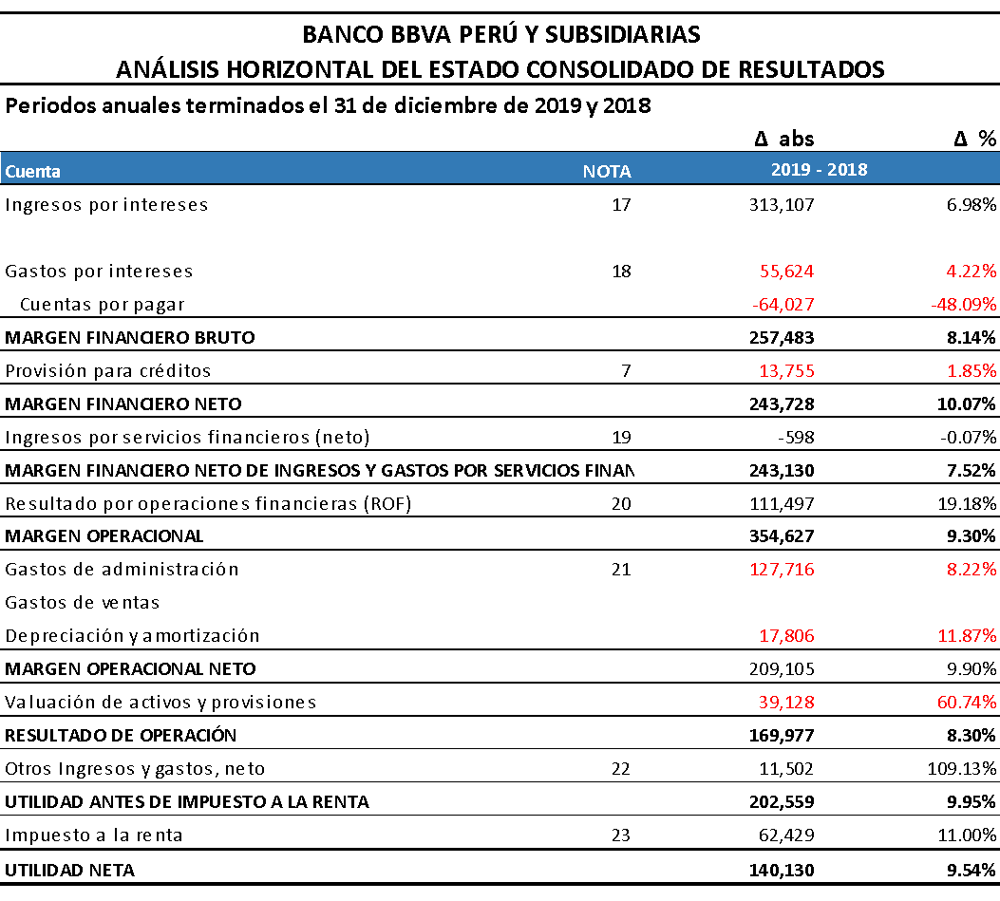 BANCO BBVA PERÚ Y SUBSIDIARIAS
ANÁLISIS HORIZONTAL DEL ESTADO CONSOLIDADO DE RESULTADOS
Periodos anuales terminados el 31 de diciembre de 2019 y 2018
Δ abs Δ %
Cuenta NOTA 2019 - 2018
Ingresos por intereses 17 313,107 6.98%
Gastos por intereses 18 55,624 4.22%
Cuentas por pagar -64,027 -48.09%
MARGEN FINANCIERO BRUTO 257,483 8.14%
Provisión para créditos 7 13,755 1.85%
MARGEN FINANCIERO NETO 243,728 10.07%
Ingresos por servicios financieros (neto) 19 -598 -0.07%
MARGEN FINANCIERO NETO DE INGRESOS Y GASTOS POR SERVICIOS FINAN 243,130 7.52%
Resultado por operaciones financieras (ROF) 20 111,497 19.18%
MARGEN OPERACIONAL 354,627 9.30%
Gastos de administración 21 127,716 8.22%
Gastos de ventas
Depreciación y amortización 17,806 11.87%
MARGEN OPERACIONAL NETO 209,105 9.90%
Valuación de activos y provisiones 39,128 60.74%
RESULTADO DE OPERACIÓN 169,977 8.30%
Otros Ingresos y gastos, neto 22 11,502 109.13%
UTILIDAD ANTES DE IMPUESTO A LA RENTA 202,559 9.95%
Impuesto a la renta 23 62,429 11.00%
UTILIDAD NETA 140,130 9.54%